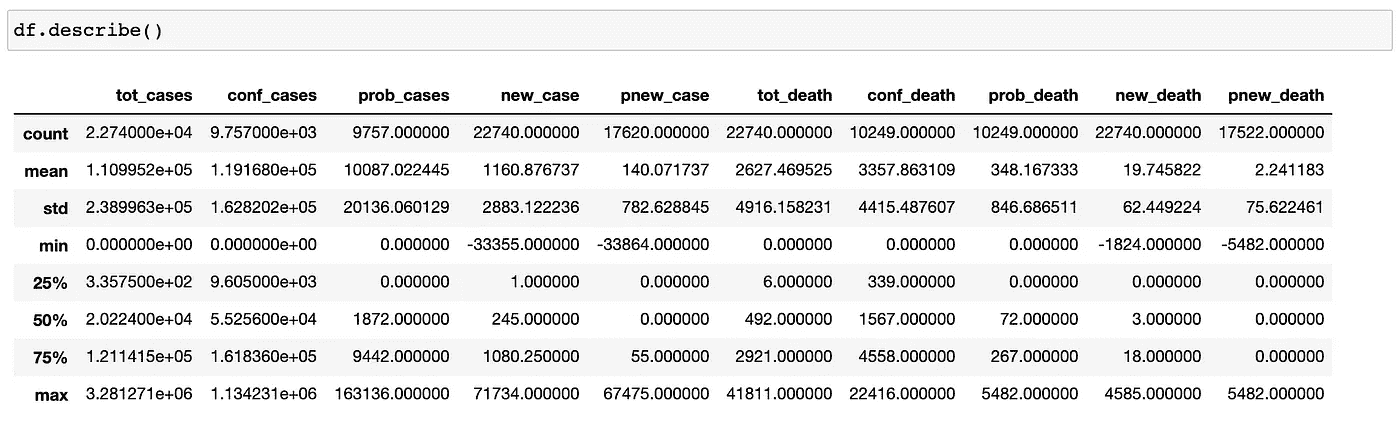 df.describe()
tot_cases conf_cases prob_cases new_case pnew_case tot_death conf_death prob_death new_death pnew_death
count 2.274000e+04 9.757000e+03 9757.000000 22740.000000 17620.000000 22740.000000 10249.000000 10249.000000 22740.000000 17522.000000
mean 1.109952e+05 1.191680e+05 10087.022445 1160.876737 140.071737 2627.469525 3357.863109 348.167333 19.745822 2.241183
std 2.389963e+05 1.628202e+05 20136.060129 2883.122236 782.628845 4916.158231 4415.487607 846.686511 62.449224 75.622461
min 0.000000e+00 0.000000e+00 0.000000 -33355.000000 -33864.000000 0.000000 0.000000 0.000000 -1824.000000 -5482.000000
25% 3.357500e+02 9.605000e+03 0.000000 1.000000 0.000000 6.000000 339.000000 0.000000 0.000000 0.000000
50% 2.022400e+04 5.525600e+04 1872.000000 245.000000 0.000000 492.000000 1567.000000 72.000000 3.000000 0.000000
75% 1.211415e+05 1.618360e+05 9442.000000 1080.250000 55.000000 2921.000000 4558.000000 267.000000 18.000000 0.000000
max 3.281271e+06 1.134231e+06 163136.000000 71734.000000 67475.000000 41811.000000 22416.000000 5482.000000 4585.000000 5482.000000